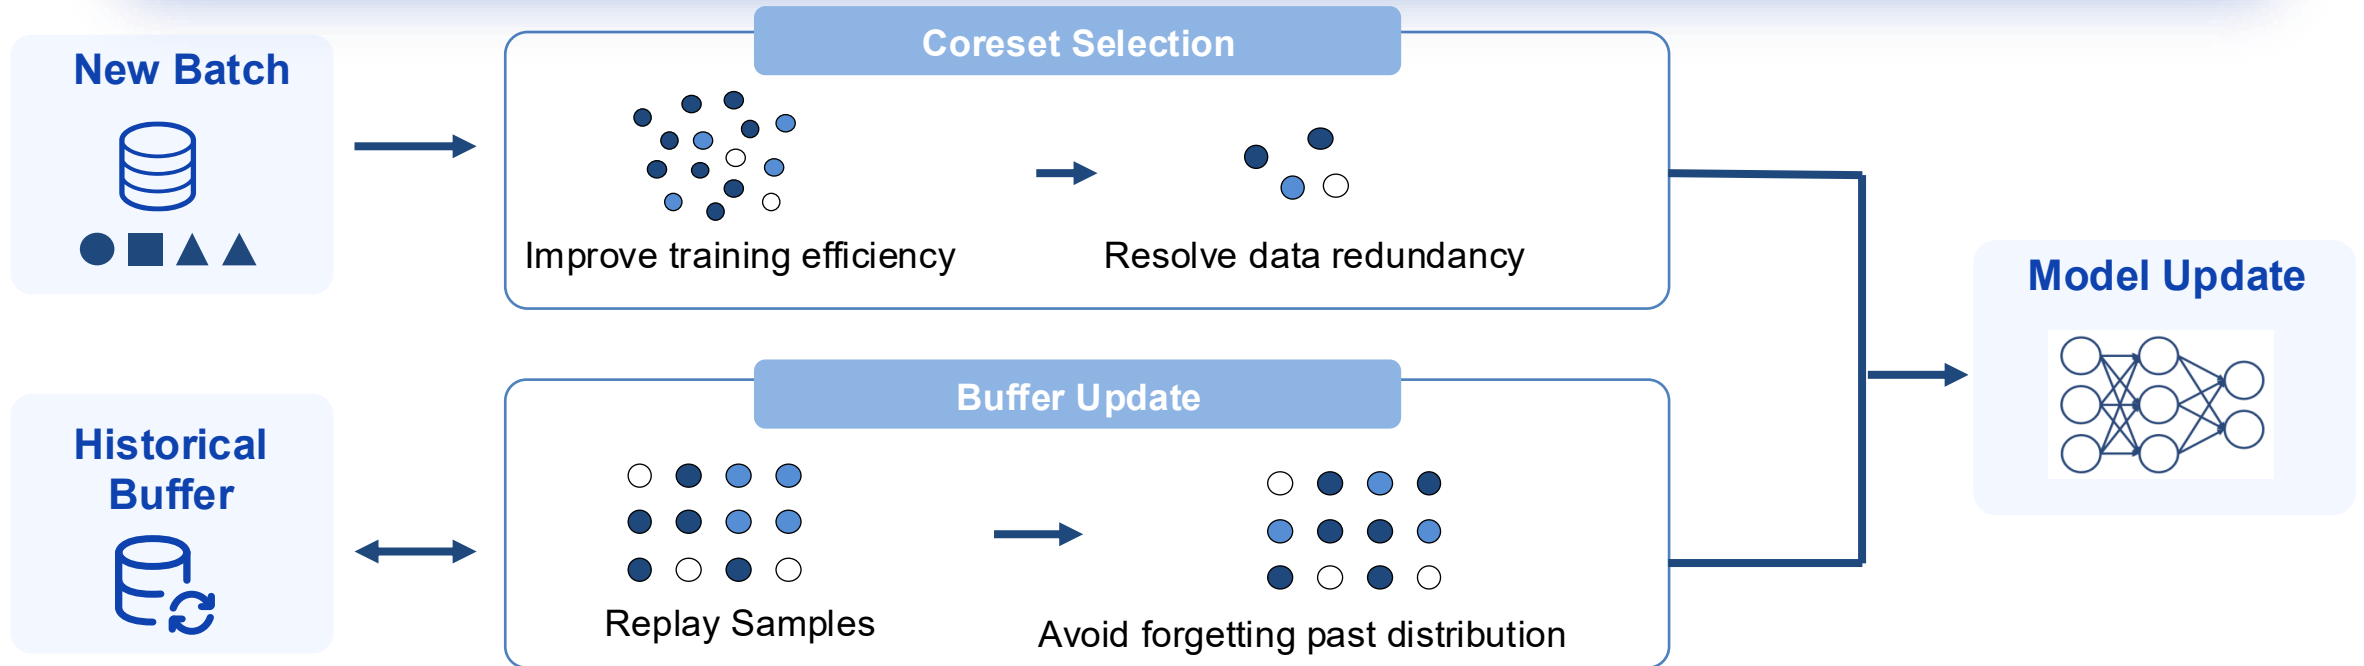 New Batch
Coreset Selection
Improve training efficiency
Resolve data redundancy
Historical
Buffer
Buffer Update
Replay Samples
Avoid forgetting past distribution
Model Update